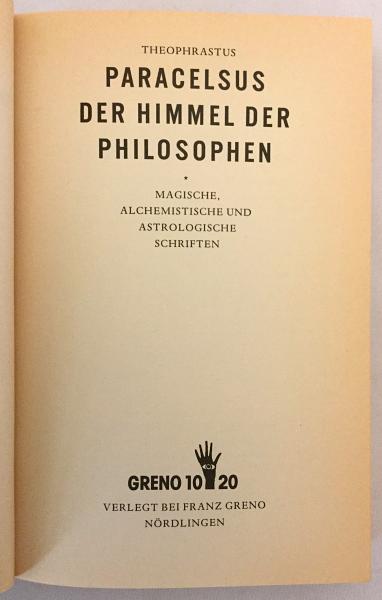 THEOPHRASTUS
PARACELSUS
DER HIMMEL DER
PHILOSOPHEN
*
MAGISCHE,
ALCHEMISTISCHE UND
ASTROLOGISCHE
SCHRIFTEN
GRENO 10 20
VERLEGT BEI FRANZ GRENO
NÖRDLINGEN